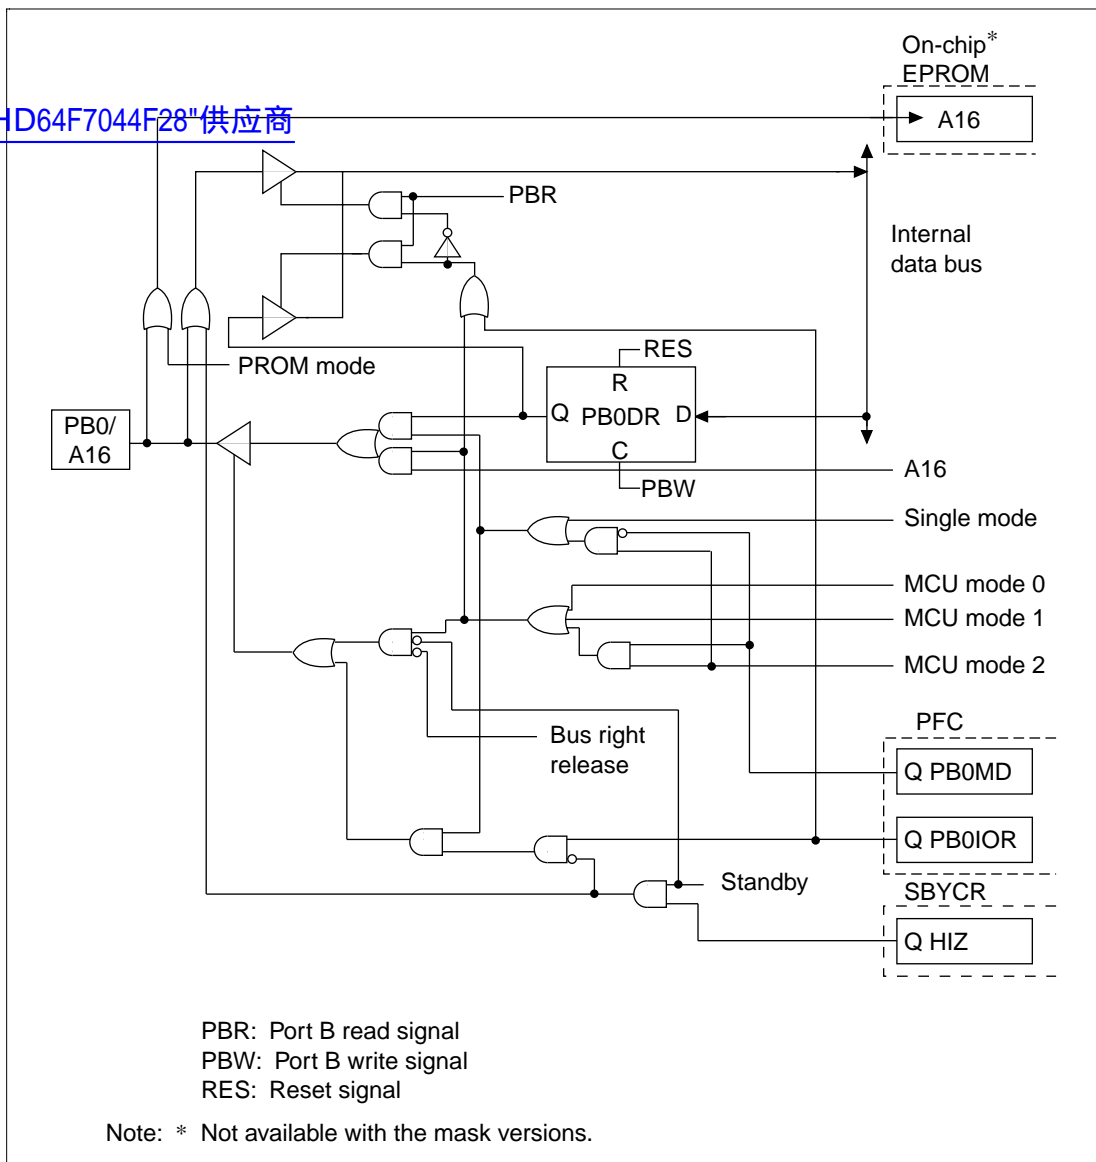 On-chip*
EPROM
HD64F7044F28"供应商
A16
PBR
Internal
data bus
RES
PROM mode
R
Q PB0DR D
C
PB0/
A16
A16
PBW
Single mode
MCU mode 0
MCU mode 1
MCU mode 2
PFC
Bus right
release
Q PB0MD
Q PB0IOR
Standby
SBYCR
Q HIZ
PBR: Port B read signal
PBW: Port B write signal
RES: Reset signal
Note: * Not available with the mask versions.